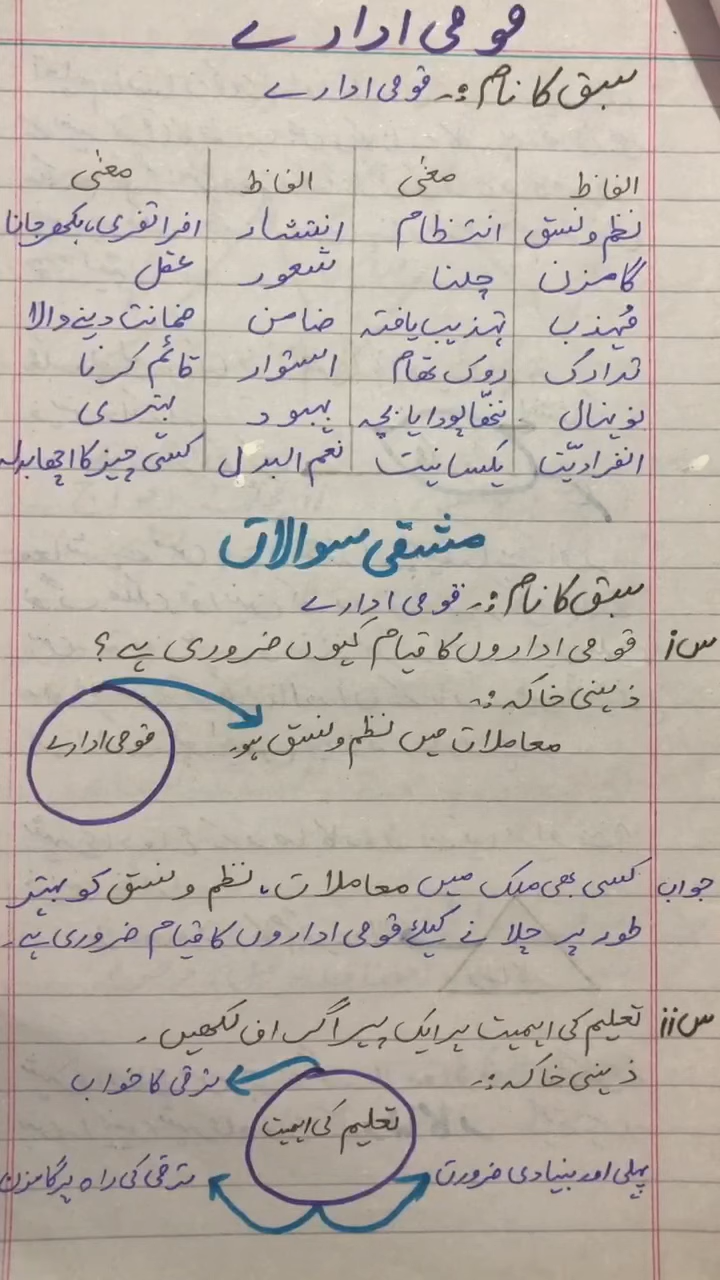 قومی ادارے
سبق کا نام :۔ قومی ادارے
الفاظ معنی الفاظ معنی
نظم و نسق انتظام انتشار افراتفری، بکھر جانا
گامزن چلنا شعور عقل
مُہذب تہذیب یافتہ ضامن ضمانت دینے والا
تدارک روک تھام استوار قائم کرنا
نونہال ننھّا پودا یا بچہ بہبود بہتری
انفرادیّت یکسانیت نعم البدل کسی چیز کا اچھا بدلہ
مشقی سوالات
سبق کا نام :۔ قومی ادارے
س i قومی اداروں کا قیام کیوں ضروری ہے؟
ذہنی خاکہ :۔
قومی ادارے
معاملات میں نظم و نسق ہو۔
جواب کسی بھی ملک میں معاملات، نظم و نسق کو بہتر
طور پر چلانے کیلئے قومی اداروں کا قیام ضروری ہے۔
س ii تعلیم کی اہمیت پر ایک پیراگراف لکھیں۔
ذہنی خاکہ :۔
ترقی کا خواب
تعلیم کی اہمیت
پہلی اور بنیادی ضرورت
ترقی کی راہ پر گامزن